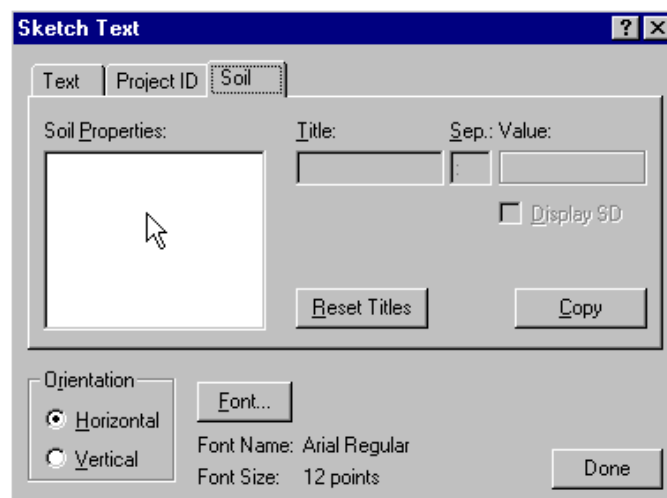 Sketch Text
Text Project ID Soil
Soil Properties: Title: Sep.: Value:
:
Display SD
Reset Titles Copy
Orientation
Horizontal
Vertical
Font...
Font Name: Arial Regular
Font Size: 12 points
Done